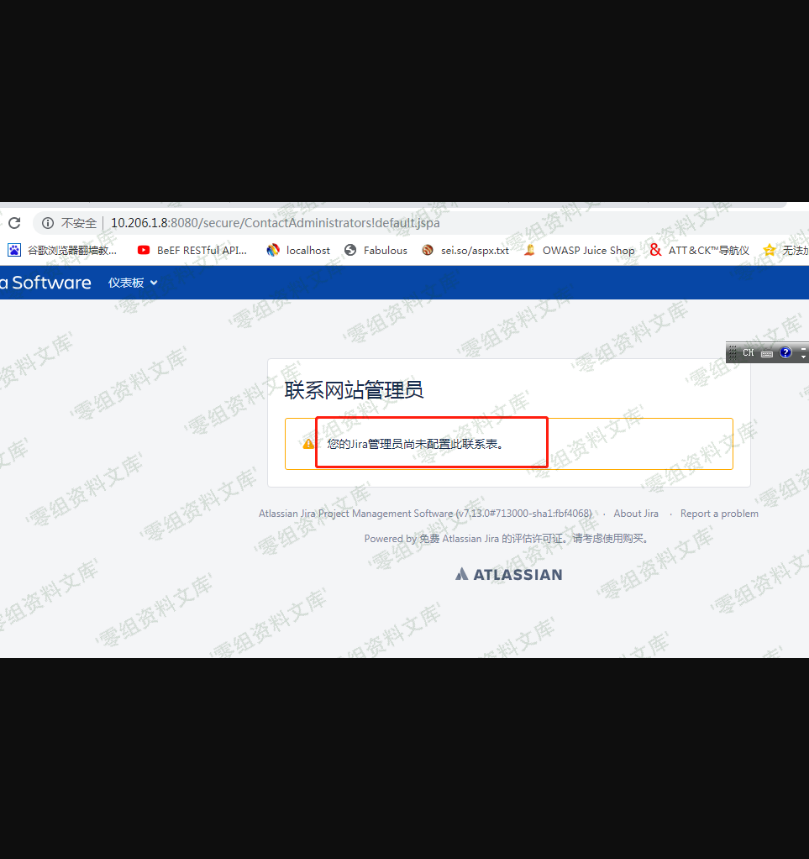 不安全 10.206.1.8:8080/secure/ContactAdministrators!default.jspa
谷歌浏览器翻墙教... BeEF RESTful API... localhost Fabulous sei.so/aspx.txt OWASP Juice Shop ATT&CK™导航仪 无法加
a Software 仪表板
CH
联系网站管理员
您的Jira管理员尚未配置此联系表。
Atlassian Jira Project Management Software (v7.13.0#713000-sha1:fbf4068) · About Jira · Report a problem
Powered by 免费 Atlassian Jira 的评估许可证。请考虑使用购买。
ATLASSIAN
'零组资料文库'